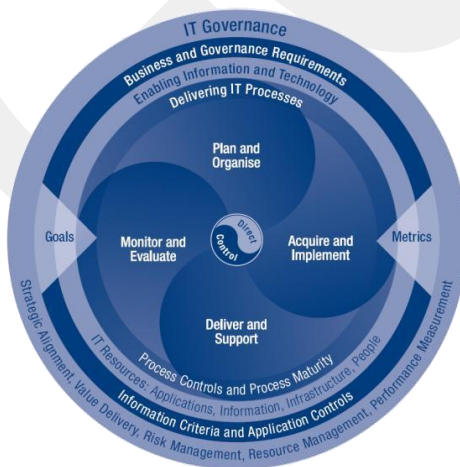 IT Governance
Business and Governance Requirements
Enabling Information and Technology
Delivering IT Processes
Plan and
Organise
Goals
Monitor and
Evaluate
Direct
Control
Acquire and
Implement
Metrics
Deliver and
Support
Process Controls and Process Maturity
IT Resources: Applications, Information, Infrastructure, People
Information Criteria and Application Controls
Strategic Alignment, Value Delivery, Risk Management, Resource Management, Performance Measurement